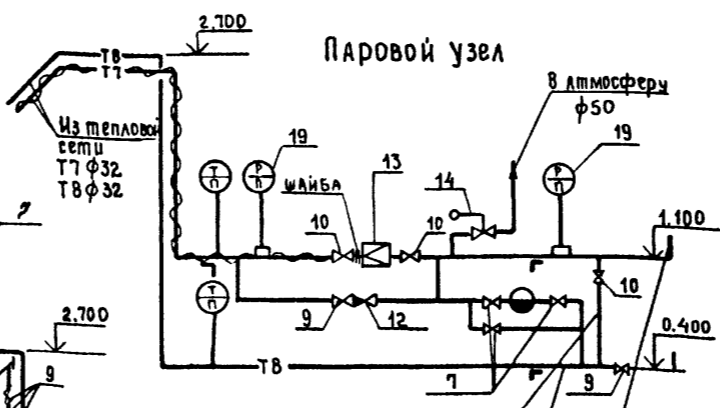 2.700
Паровой узел
Т8
Т7
В атмосферу
ф50
Из тепловой
сети
Т7 ф32
Т8 ф32
19
13
19
Т
П
Р
П
шайба
14
Р
П
10
10
1.100
7
Т
П
10
2.700
9
12
0.400
Т8
9
7
9